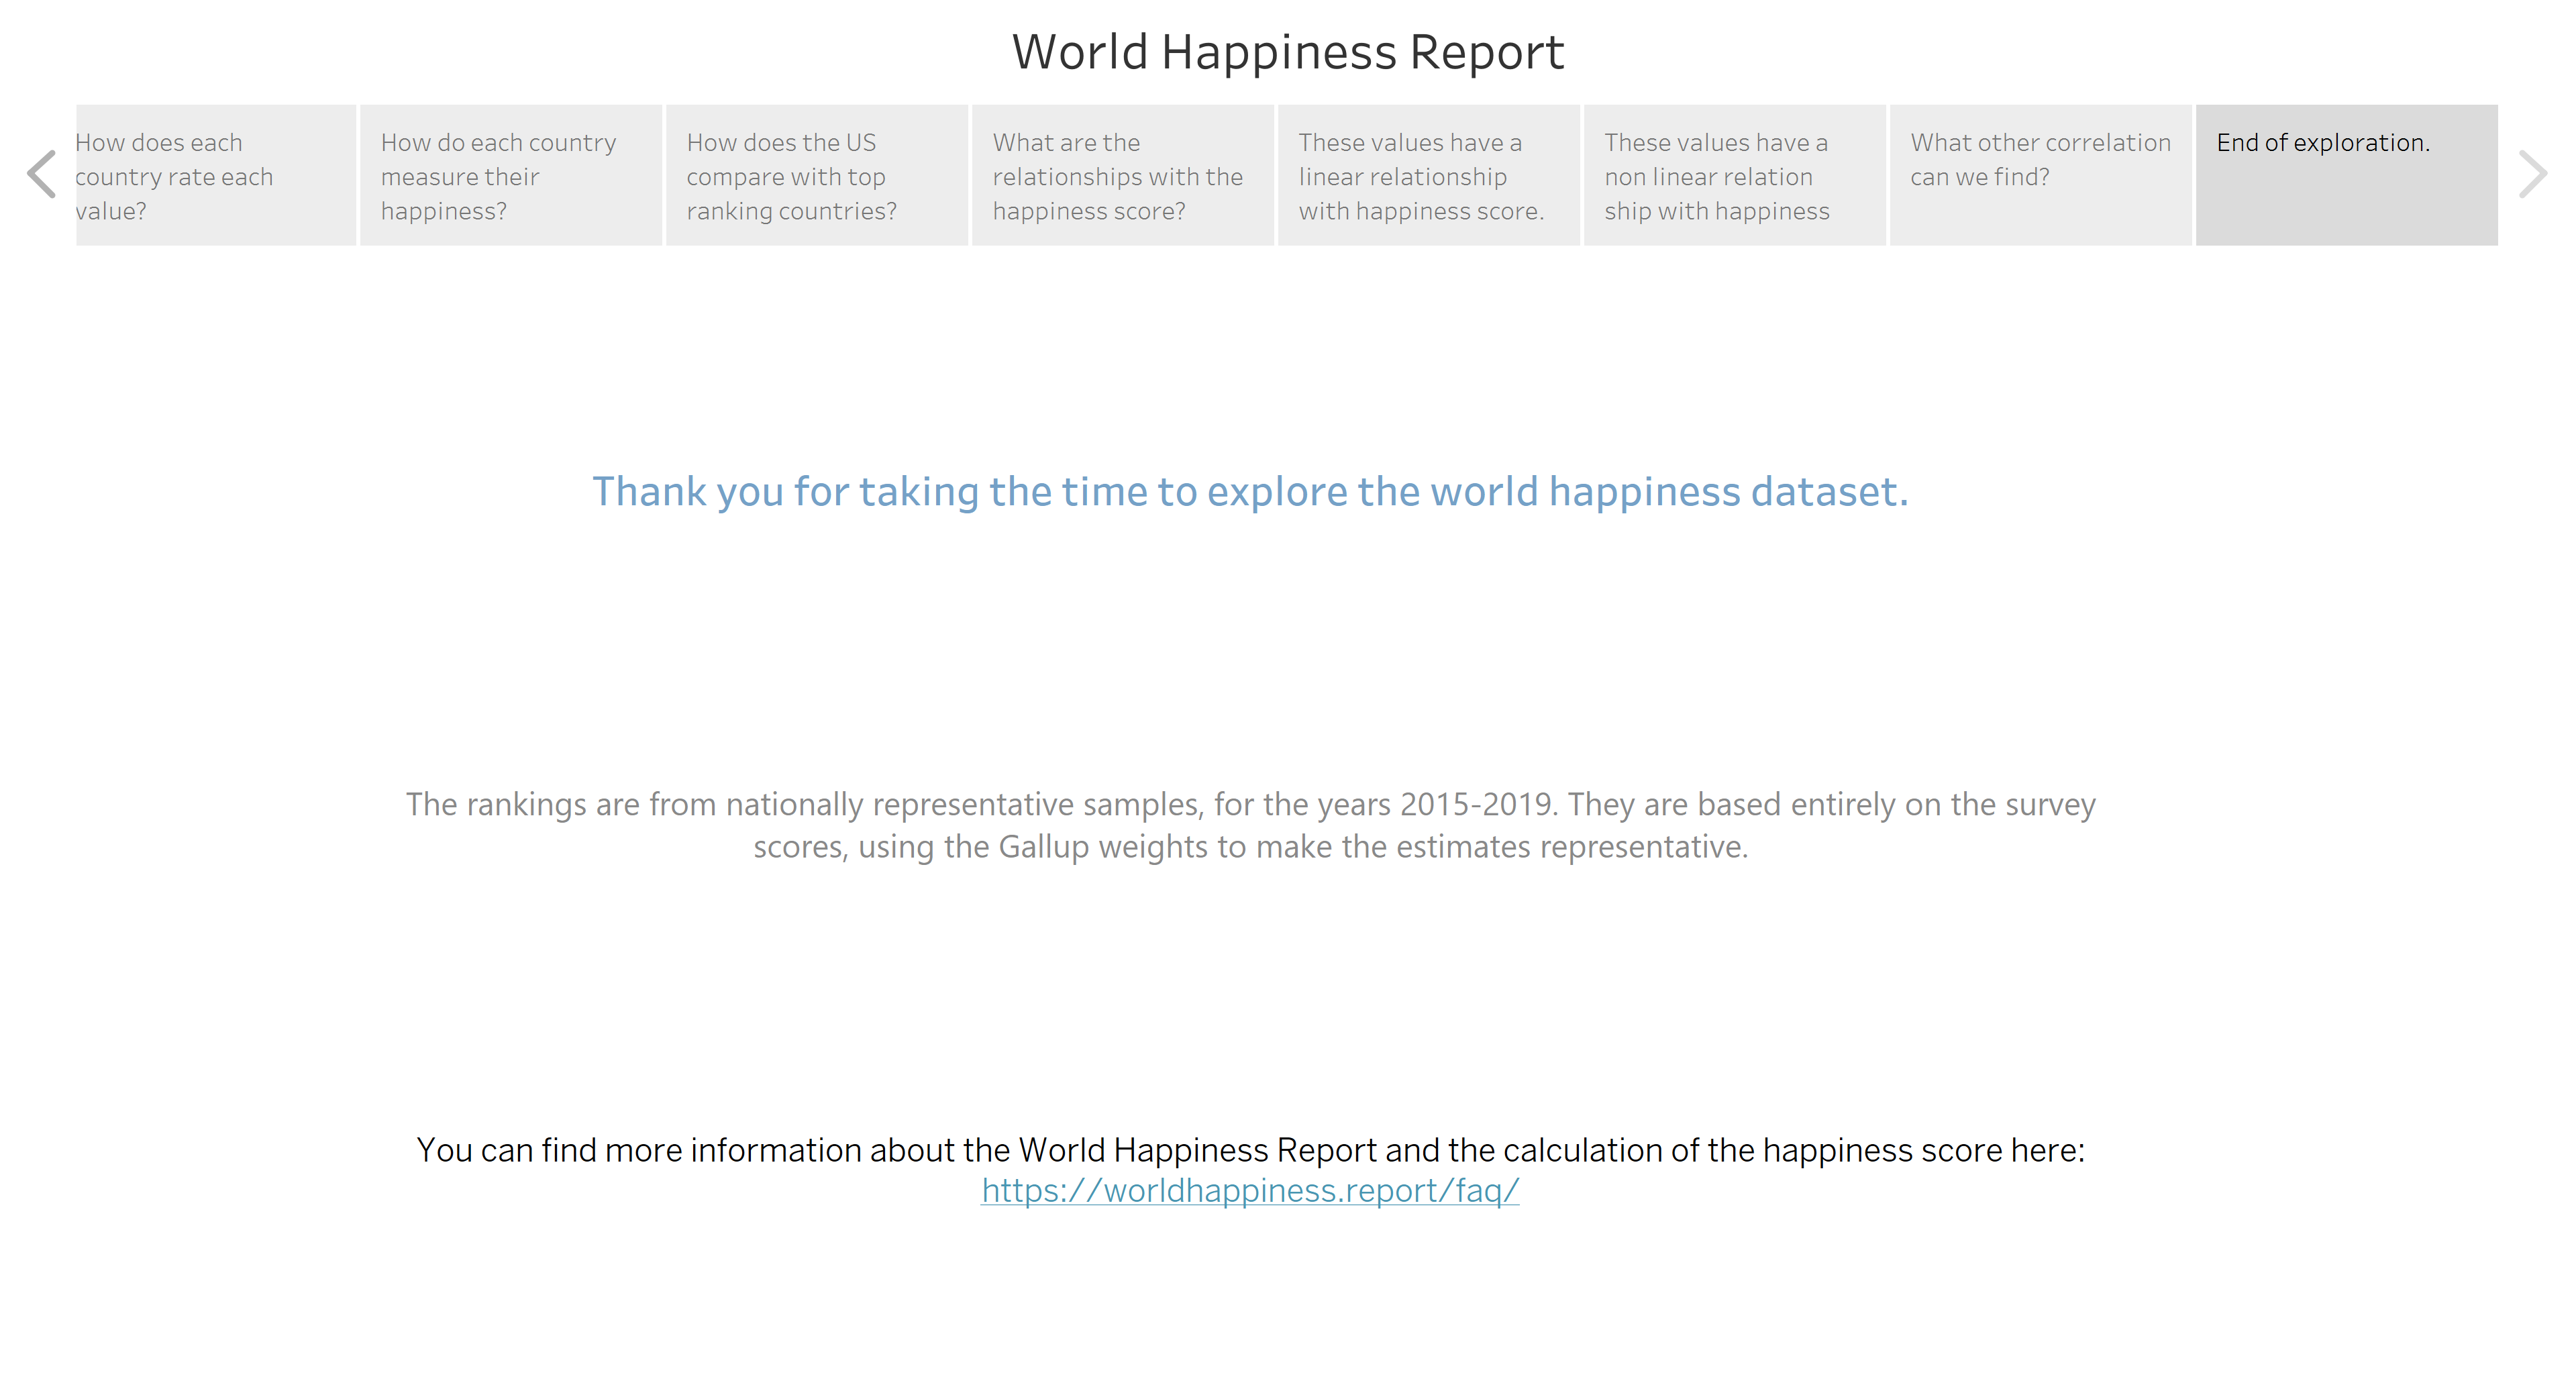 World Happiness Report
How does each
country rate each
value?
How do each country
measure their
happiness?
How does the US
compare with top
ranking countries?
What are the
relationships with the
happiness score?
These values have a
linear relationship
with happiness score.
These values have a
non linear relation
ship with happiness
What other correlation
can we find?
End of exploration.
Thank you for taking the time to explore the world happiness dataset.
The rankings are from nationally representative samples, for the years 2015-2019. They are based entirely on the survey
scores, using the Gallup weights to make the estimates representative.
You can find more information about the World Happiness Report and the calculation of the happiness score here:
https://worldhappiness.report/faq/